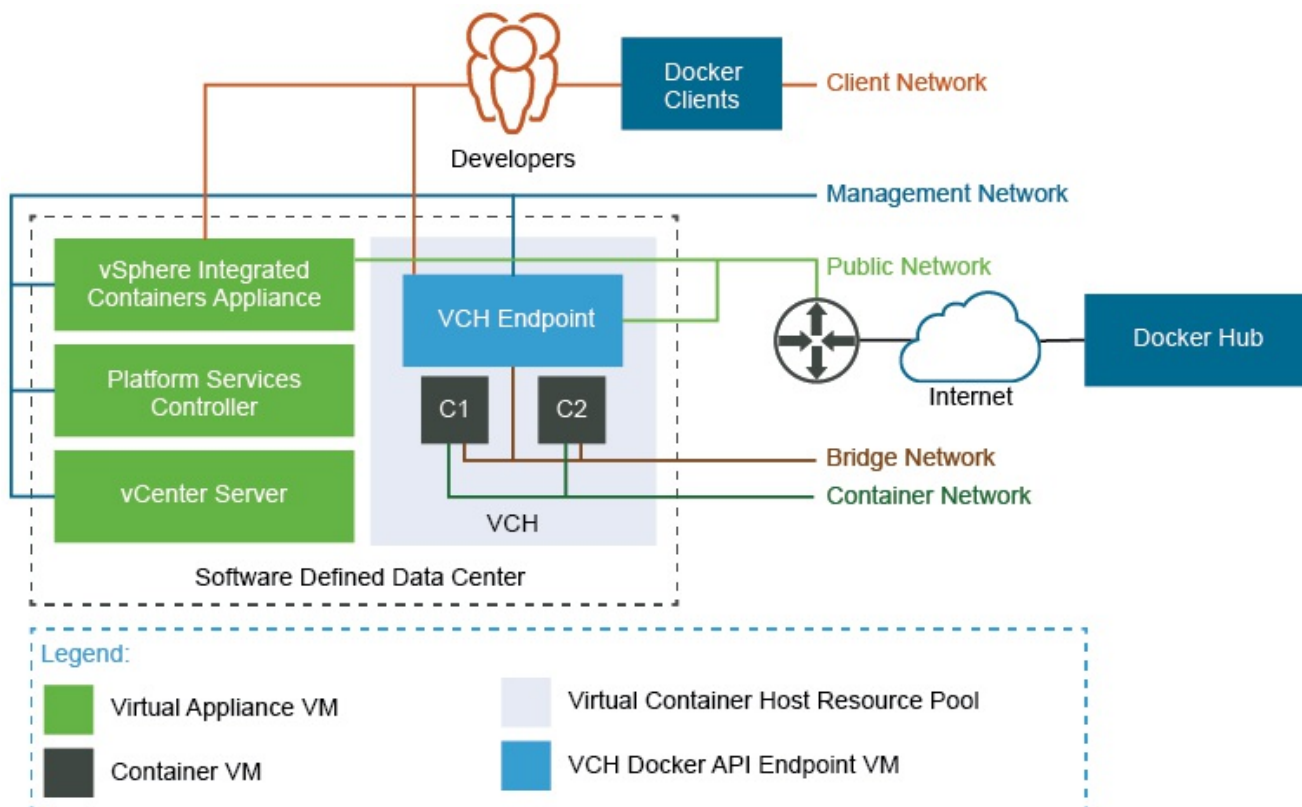 Docker
Clients
Client Network
Developers
Management Network
vSphere Integrated
Containers Appliance
Public Network
VCH Endpoint
Docker Hub
Platform Services
Controller
C1
C2
Internet
Bridge Network
vCenter Server
Container Network
VCH
Software Defined Data Center
Legend:
Virtual Appliance VM
Virtual Container Host Resource Pool
Container VM
VCH Docker API Endpoint VM